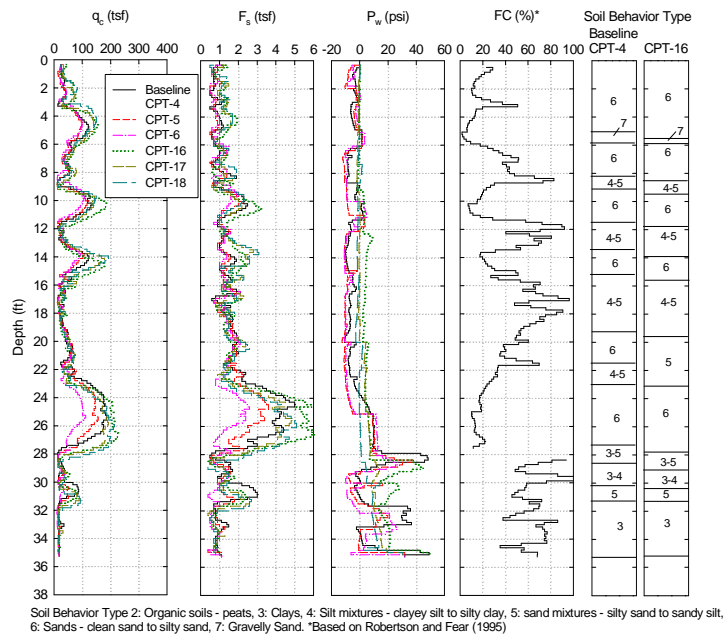 q_c (tsf)
F_s (tsf)
P_w (psi)
FC (%)*
Soil Behavior Type
Baseline
CPT-4
CPT-16
0 100 200 300 400
0 1 2 3 4 5 6
-20 0 20 40 60
0 20 40 60 80 100
Depth (ft)
0
2
4
6
8
10
12
14
16
18
20
22
24
26
28
30
32
34
36
38
Baseline
CPT-4
CPT-5
CPT-6
CPT-16
CPT-17
CPT-18
6
7
6
4-5
6
4-5
6
4-5
6
4-5
6
3-5
3-4
5
3
6
7
6
4-5
6
4-5
6
4-5
5
6
3-5
3-4
5
3
Soil Behavior Type 2: Organic soils - peats, 3: Clays, 4: Silt mixtures - clayey silt to silty clay, 5: sand mixtures - silty sand to sandy silt,
6: Sands - clean sand to silty sand, 7: Gravelly Sand. *Based on Robertson and Fear (1995)